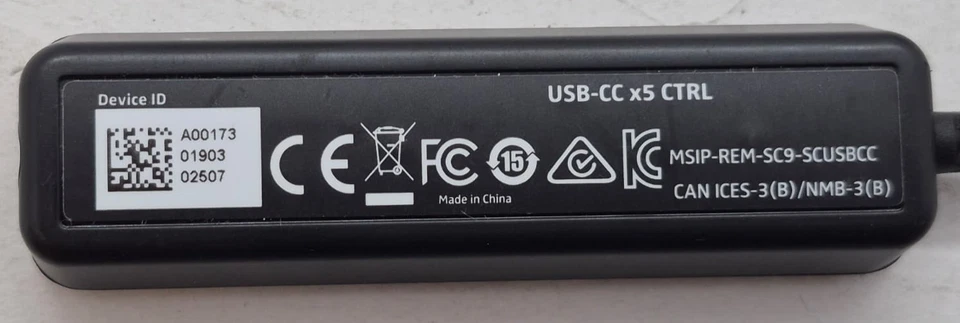 Device ID
USB-CC x5 CTRL
A00173
01903
02507
CE
FC
15
KC
MSIP-REM-SC9-SCUSBCC
CAN ICES-3(B)/NMB-3(B)
Made in China